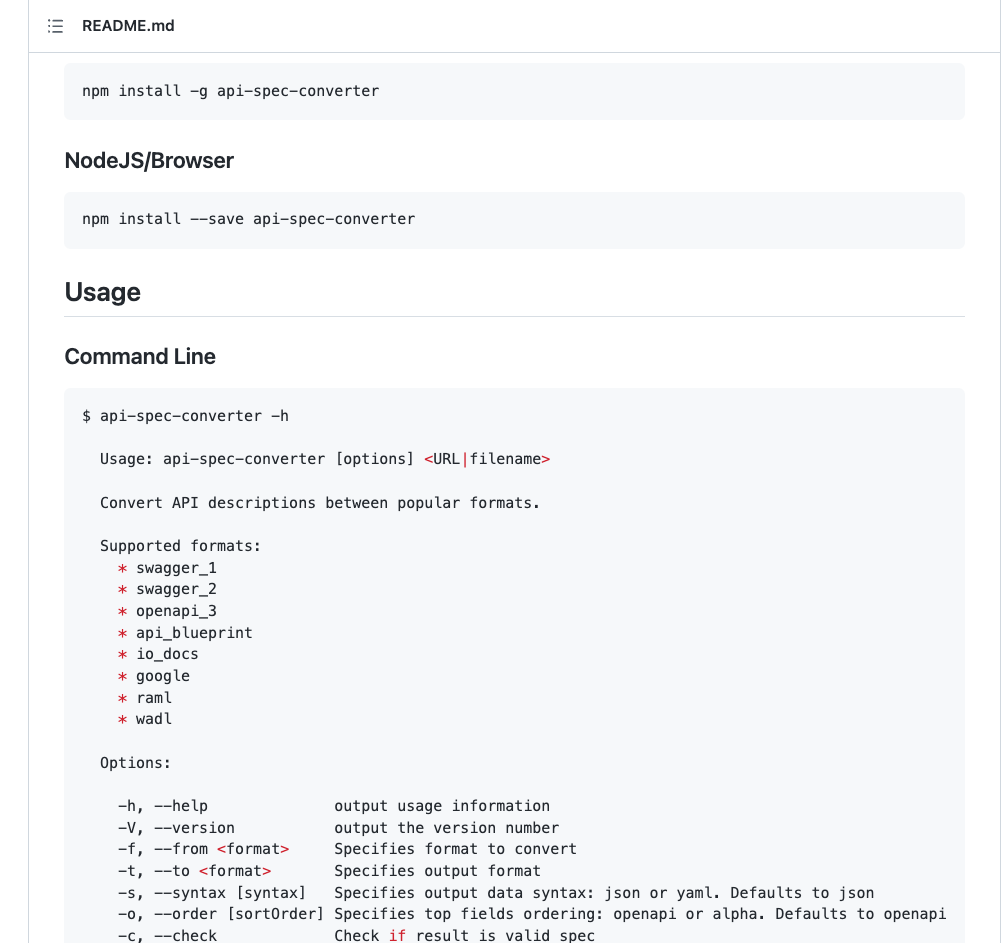 README.md
npm install -g api-spec-converter
NodeJS/Browser
npm install --save api-spec-converter
Usage
Command Line
$ api-spec-converter -h
Usage: api-spec-converter [options] <URL|filename>
Convert API descriptions between popular formats.
Supported formats:
* swagger_1
* swagger_2
* openapi_3
* api_blueprint
* io_docs
* google
* raml
* wadl
Options:
-h, --help output usage information
-V, --version output the version number
-f, --from <format> Specifies format to convert
-t, --to <format> Specifies output format
-s, --syntax [syntax] Specifies output data syntax: json or yaml. Defaults to json
-o, --order [sortOrder] Specifies top fields ordering: openapi or alpha. Defaults to openapi
-c, --check Check if result is valid spec